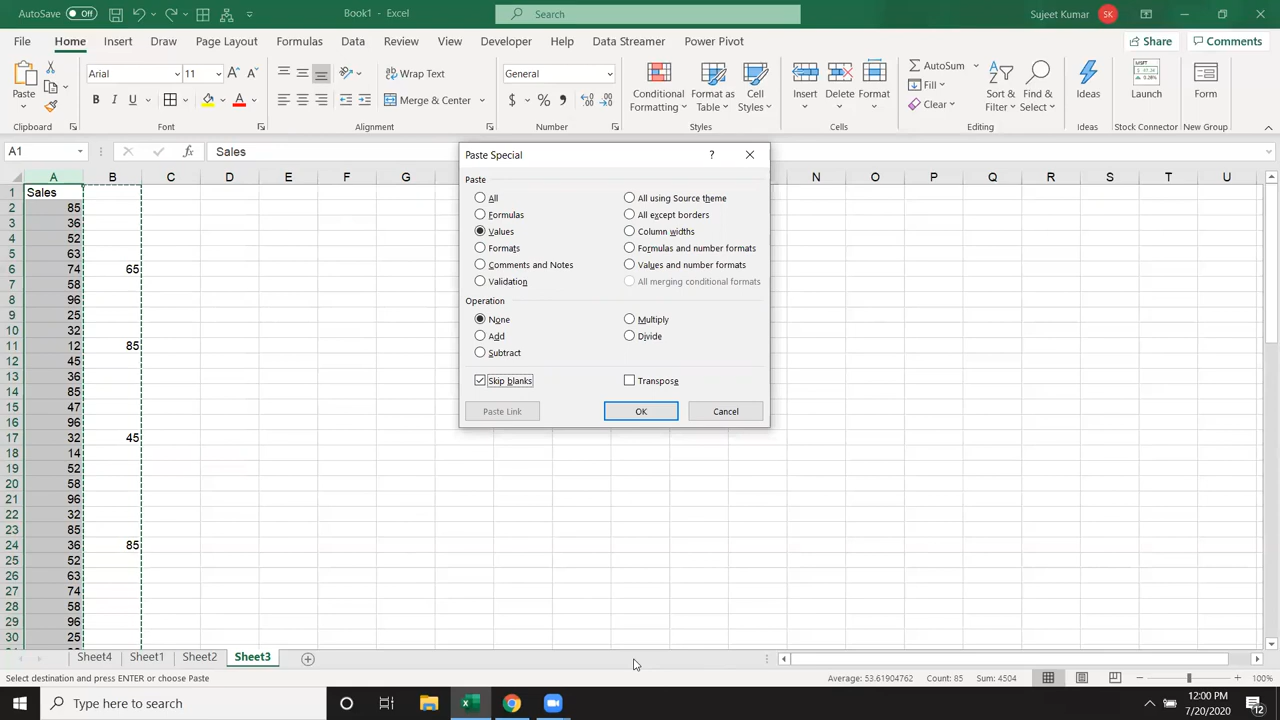 AutoSave Off Book1 - Excel Search Sujeet Kumar SK
File Home Insert Draw Page Layout Formulas Data Review View Developer Help Data Streamer Power Pivot Share Comments
Paste Arial 11 Wrap Text General Conditional Formatting Format as Table Cell Styles Insert Delete Format AutoSum Fill Clear Sort & Filter Find & Select Ideas Launch Form
B I U Merge & Center $ %
Clipboard Font Alignment Number Styles Cells Editing Ideas Stock Connector New Group
A1 fx Sales
A B C D E F G N O P Q R S T U
1 Sales
2 85
3 36
4 52
5 63
6 74 65
7 58
8 96
9 25
10 32
11 12 85
12 45
13 36
14 85
15 47
16 96
17 32 45
18 14
19 52
20 58
21 96
22 32
23 85
24 36 85
25 52
26 63
27 74
28 58
29 96
30 25
Paste Special ?
Paste
All All using Source theme
Formulas All except borders
Values Column widths
Formats Formulas and number formats
Comments and Notes Values and number formats
Validation All merging conditional formats
Operation
None Multiply
Add Divide
Subtract
Skip blanks Transpose
Paste Link OK Cancel
Sheet4 Sheet1 Sheet2 Sheet3
Select destination and press ENTER or choose Paste Average: 53.61904762 Count: 85 Sum: 4504 100%
Type here to search 12:00 PM
7/20/2020